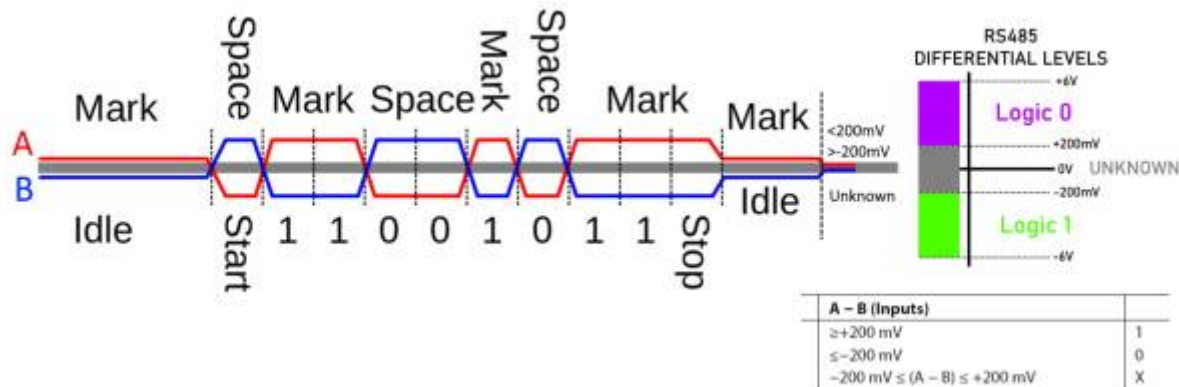 Mark
Space
Mark
Space
Mark
Space
Mark
Mark
A
B
Idle
Start
1 1 0 0 1 0 1 1
Stop
Idle
<200mV
>-200mV
Unknown
RS485
DIFFERENTIAL LEVELS
+6V
Logic 0
+200mV
0V
UNKNOWN
-200mV
Logic 1
-6V
A – B (Inputs)
≥+200 mV 1
≤−200 mV 0
−200 mV ≤ (A – B) ≤ +200 mV X